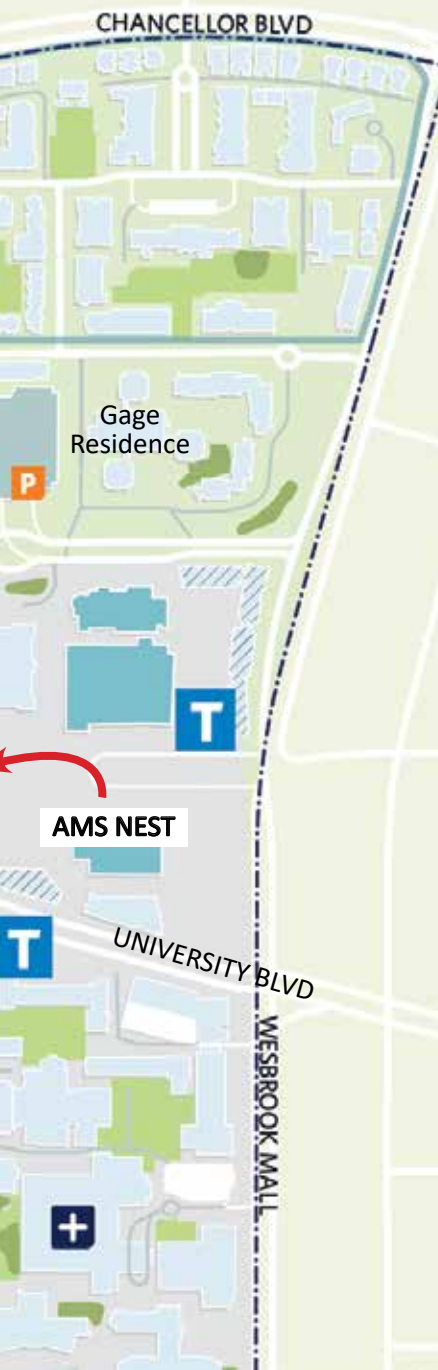 CHANCELLOR BLVD
Gage
Residence
P
T
AMS NEST
T
UNIVERSITY BLVD
WESBROOK MALL